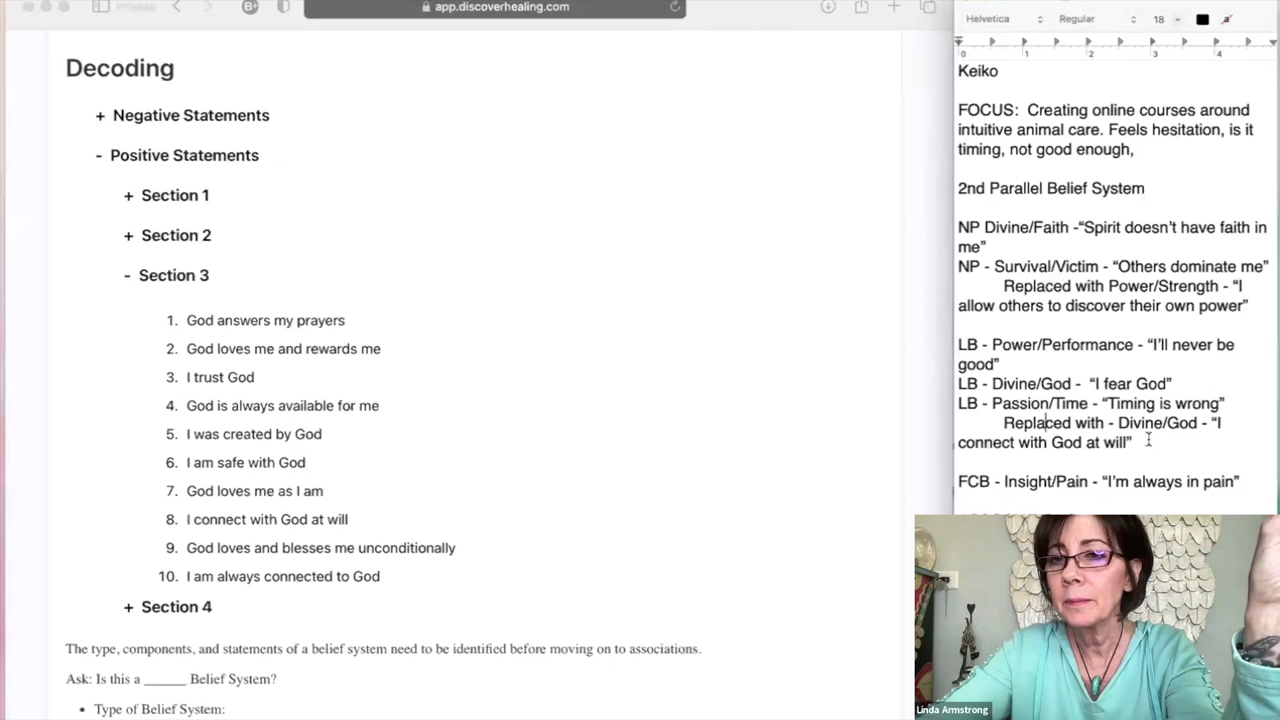 app.discoverhealing.com
Decoding
+ Negative Statements
- Positive Statements
+ Section 1
+ Section 2
- Section 3
1. God answers my prayers
2. God loves me and rewards me
3. I trust God
4. God is always available for me
5. I was created by God
6. I am safe with God
7. God loves me as I am
8. I connect with God at will
9. God loves and blesses me unconditionally
10. I am always connected to God
+ Section 4
The type, components, and statements of a belief system need to be identified before moving on to associations.
Ask: Is this a ______ Belief System?
• Type of Belief System:
Helvetica Regular 18 a
0 1 2 3 4
Keiko
FOCUS: Creating online courses around
intuitive animal care. Feels hesitation, is it
timing, not good enough,
2nd Parallel Belief System
NP Divine/Faith -“Spirit doesn’t have faith in
me”
NP - Survival/Victim - “Others dominate me”
Replaced with Power/Strength - “I
allow others to discover their own power”
LB - Power/Performance - “I’ll never be
good”
LB - Divine/God - “I fear God”
LB - Passion/Time - “Timing is wrong”
Replaced with - Divine/God - “I
connect with God at will”
FCB - Insight/Pain - “I’m always in pain”
Linda Armstrong